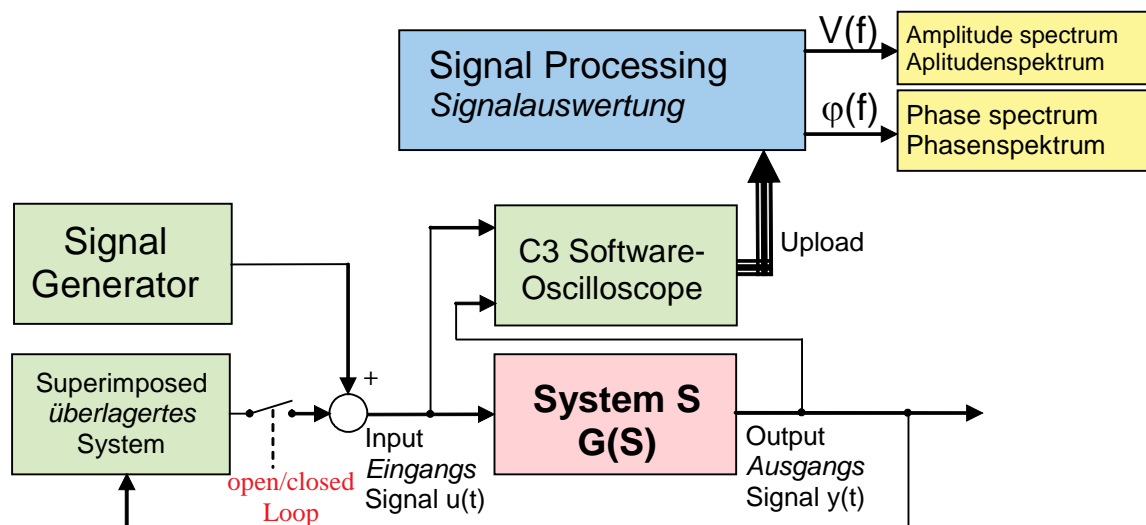 V(f)
Amplitude spectrum
Aplitudenspektrum
Signal Processing
Signalauswertung
φ(f)
Phase spectrum
Phasenspektrum
Signal
Generator
C3 Software-
Oscilloscope
Upload
Superimposed
überlagertes
System
+
System S
G(S)
Input
Eingangs
Signal u(t)
Output
Ausgangs
Signal y(t)
open/closed
Loop